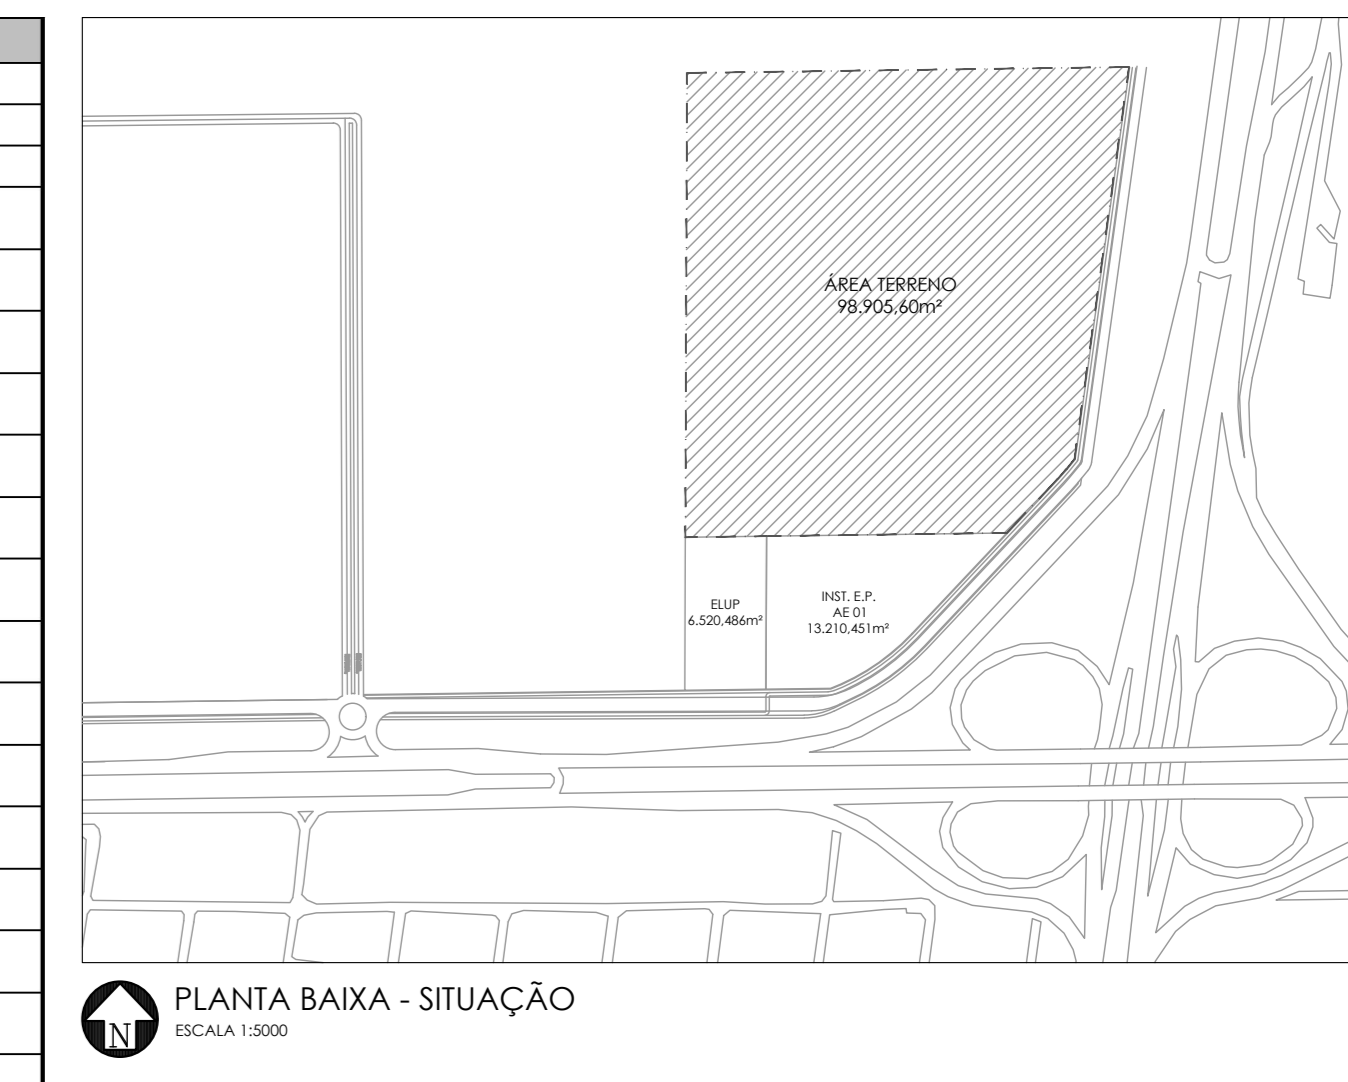 ÁREA TERRENO
98.905,60m²
ELUP
6.520,486m²
INST. E.P.
AE 01
13.210,451m²
N
PLANTA BAIXA - SITUAÇÃO
ESCALA 1:5000